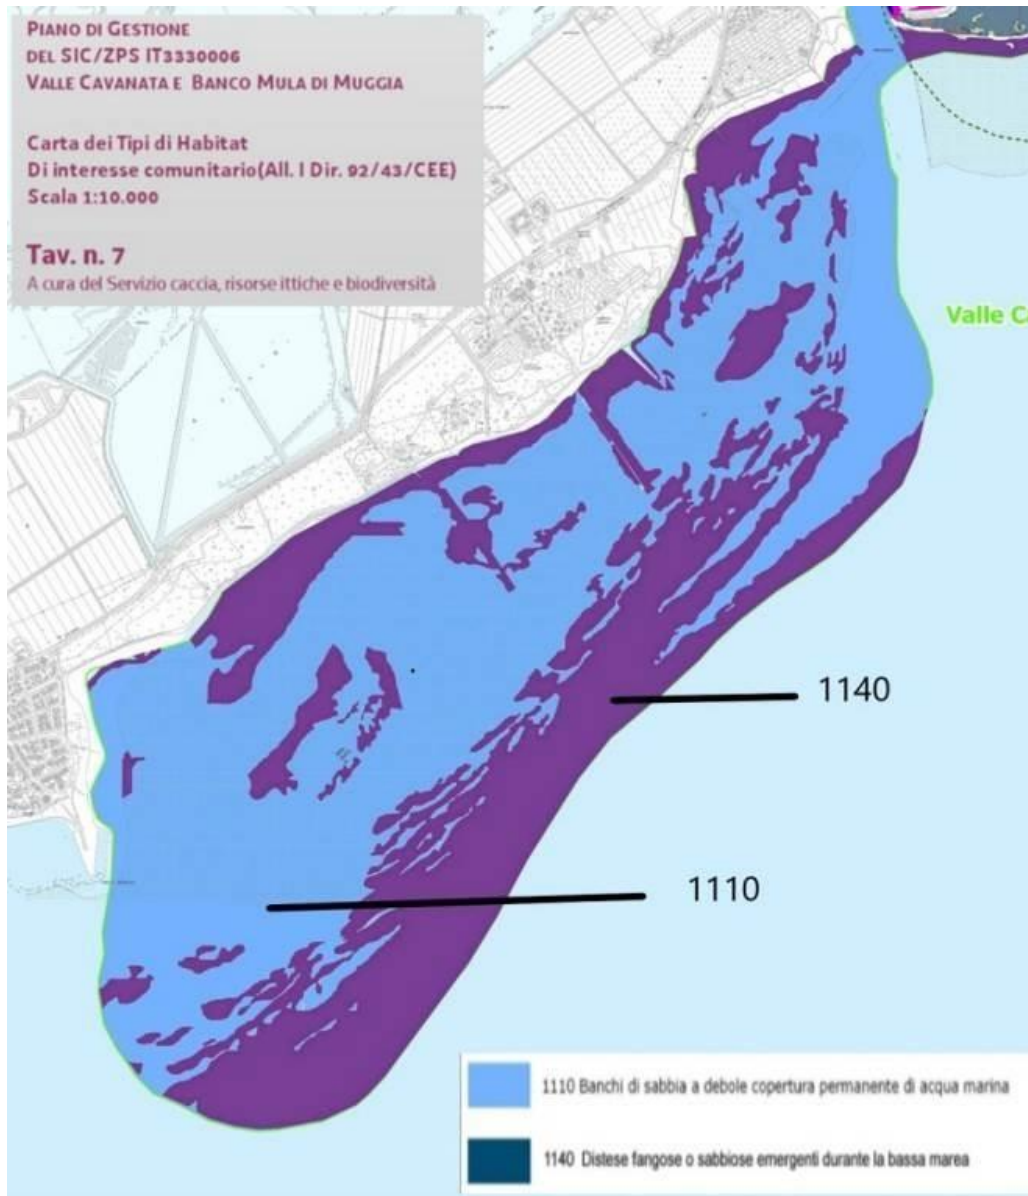 PIANO DI GESTIONE
DEL SIC/ZPS IT3330006
VALLE CAVANATA E BANCO MULA DI MUGGIA
Carta dei Tipi di Habitat
Di interesse comunitario(All. I Dir. 92/43/CEE)
Scala 1:10.000
Tav. n. 7
A cura del Servizio caccia, risorse ittiche e biodiversità
Valle C
1140
1110
1110 Banchi di sabbia a debole copertura permanente di acqua marina
1140 Distese fangose o sabbiose emergenti durante la bassa marea